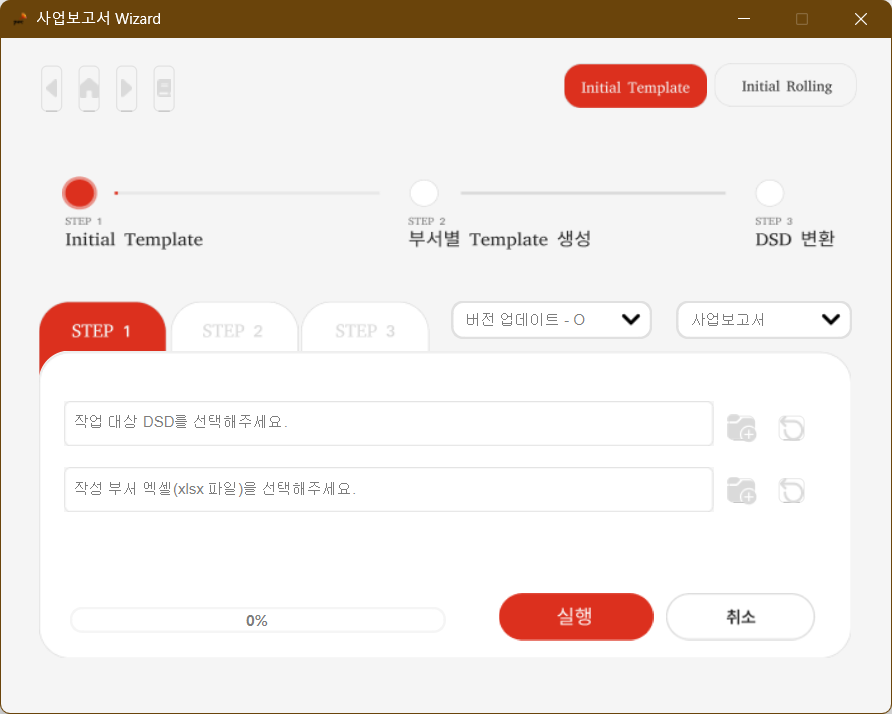 사업보고서 Wizard
Initial Template
Initial Rolling
STEP 1
Initial Template
STEP 2
부서별 Template 생성
STEP 3
DSD 변환
STEP 1
STEP 2
STEP 3
버전 업데이트 - O
사업보고서
작업 대상 DSD를 선택해주세요.
작성 부서 엑셀(xlsx 파일)을 선택해주세요.
0%
실행
취소